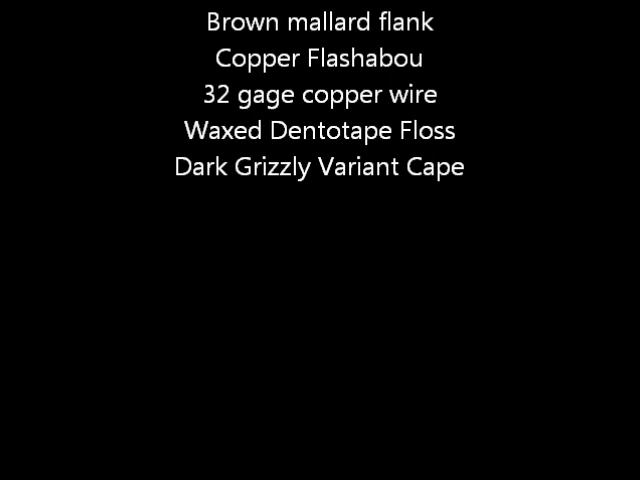 Brown mallard flank
Copper Flashabou
32 gage copper wire
Waxed Dentotape Floss
Dark Grizzly Variant Cape